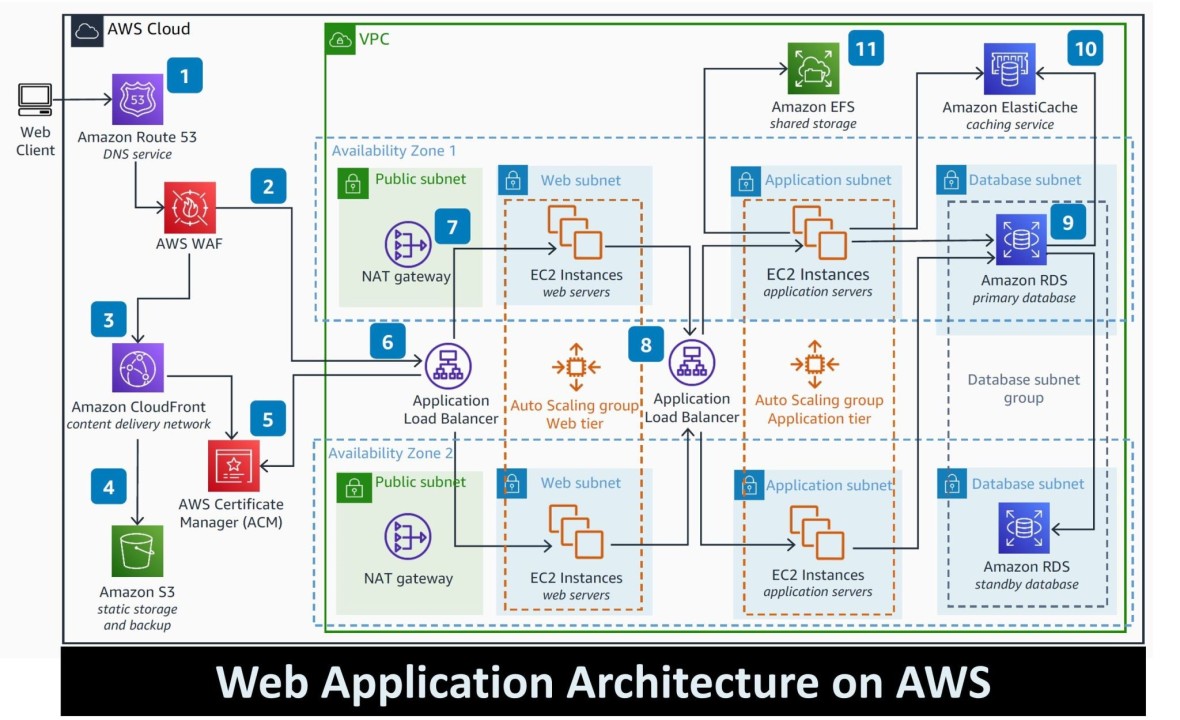 AWS Cloud
VPC
1
53
Amazon Route 53
DNS service
Web
Client
2
AWS WAF
3
Amazon CloudFront
content delivery network
4
5
AWS Certificate
Manager (ACM)
Amazon S3
static storage
and backup
11
Amazon EFS
shared storage
10
Amazon ElastiCache
caching service
Availability Zone 1
Public subnet
7
NAT gateway
Web subnet
EC2 Instances
web servers
Application subnet
EC2 Instances
application servers
Database subnet
9
Amazon RDS
primary database
6
Application
Load Balancer
Auto Scaling group
Web tier
8
Application
Load Balancer
Auto Scaling group
Application tier
Database subnet
group
Availability Zone 2
Public subnet
NAT gateway
Web subnet
EC2 Instances
web servers
Application subnet
EC2 Instances
application servers
Database subnet
Amazon RDS
standby database
Web Application Architecture on AWS